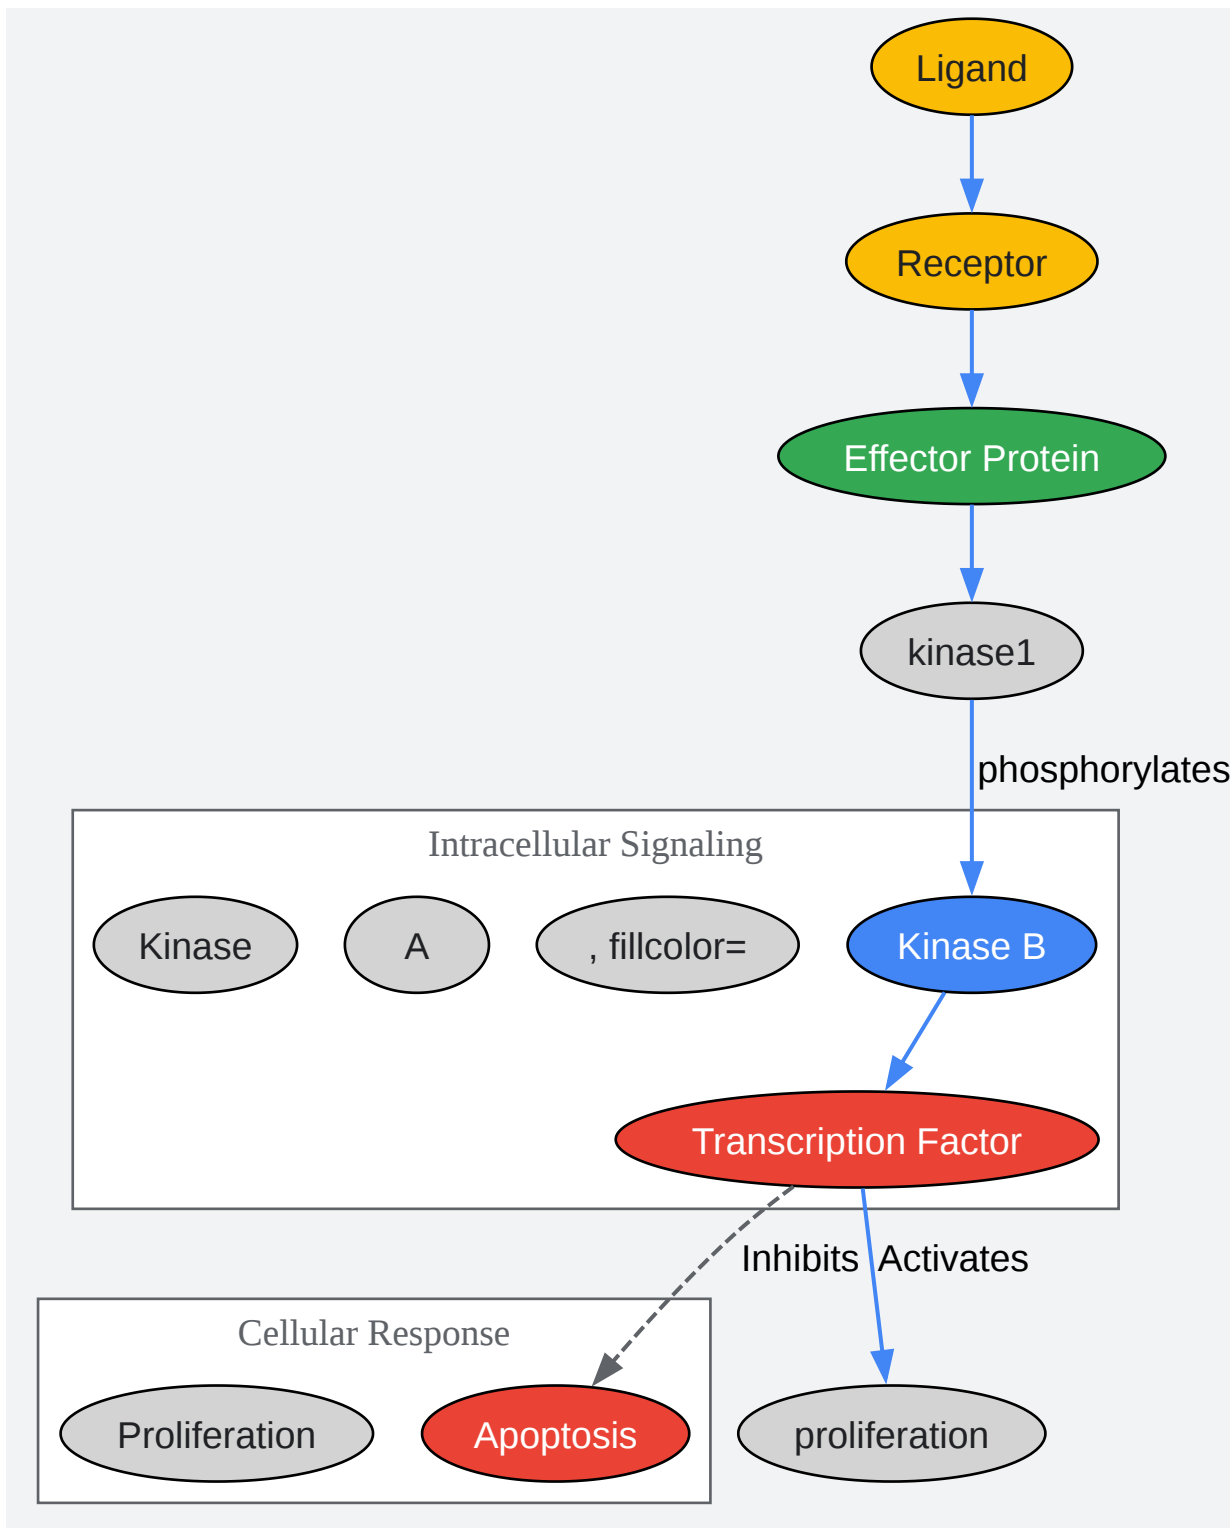 Ligand
Receptor
Effector Protein
kinase1
phosphorylates
Intracellular Signaling
Kinase
A
, fillcolor=
Kinase B
Transcription Factor
Inhibits
Activates
Cellular Response
Proliferation
Apoptosis
proliferation